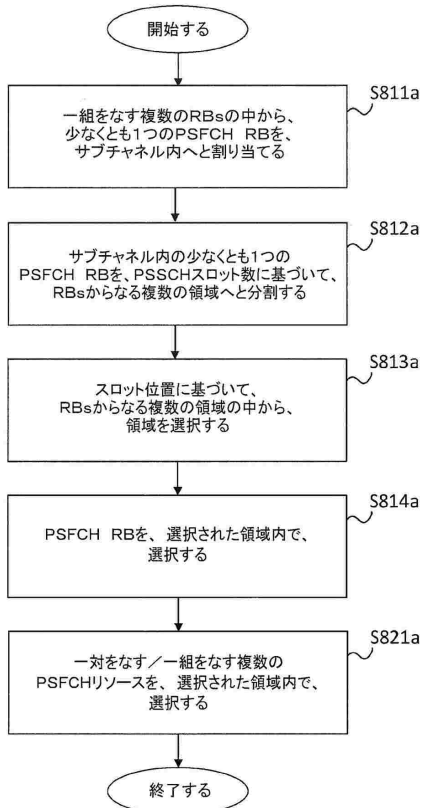 開始する
S811a
一組をなす複数のRBsの中から、
少なくとも1つのPSFCH RBを、
サブチャネル内へと割り当てる
S812a
サブチャネル内の少なくとも1つの
PSFCH RBを、PSSCHスロット数に基づいて、
RBsからなる複数の領域へと分割する
S813a
スロット位置に基づいて、
RBsからなる複数の領域の中から、
領域を選択する
S814a
PSFCH RBを、選択された領域内で、
選択する
S821a
一対をなす/一組をなす複数の
PSFCHリソースを、選択された領域内で、
選択する
終了する